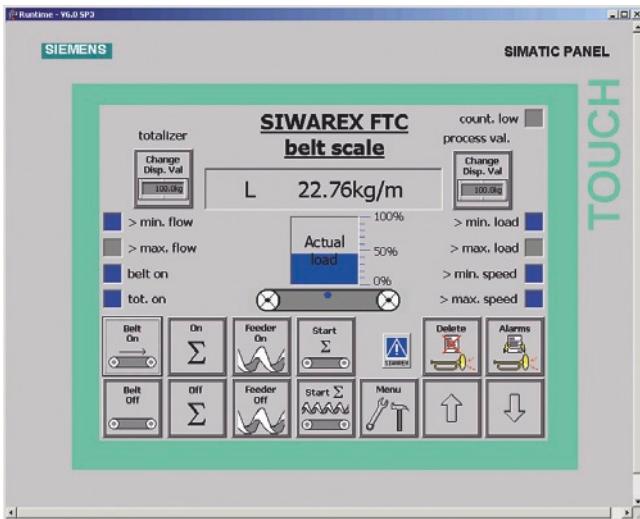 Runtime - V6.0 SP3
SIEMENS
SIMATIC PANEL
TOUCH
SIWAREX FTC
belt scale
totalizer
count. low
process val.
Change
Disp. Val
100.0kg
L 22.76kg/m
Change
Disp. Val
100.0kg
> min. flow
> max. flow
belt on
tot. on
Actual
load
100%
50%
0%
> min. load
> max. load
> min. speed
> max. speed
Belt
On
On
Σ
Feeder
On
Start
Σ
SIWAREX
Delete
Alarms
Belt
Off
Off
Σ
Feeder
Off
Start Σ
Menu